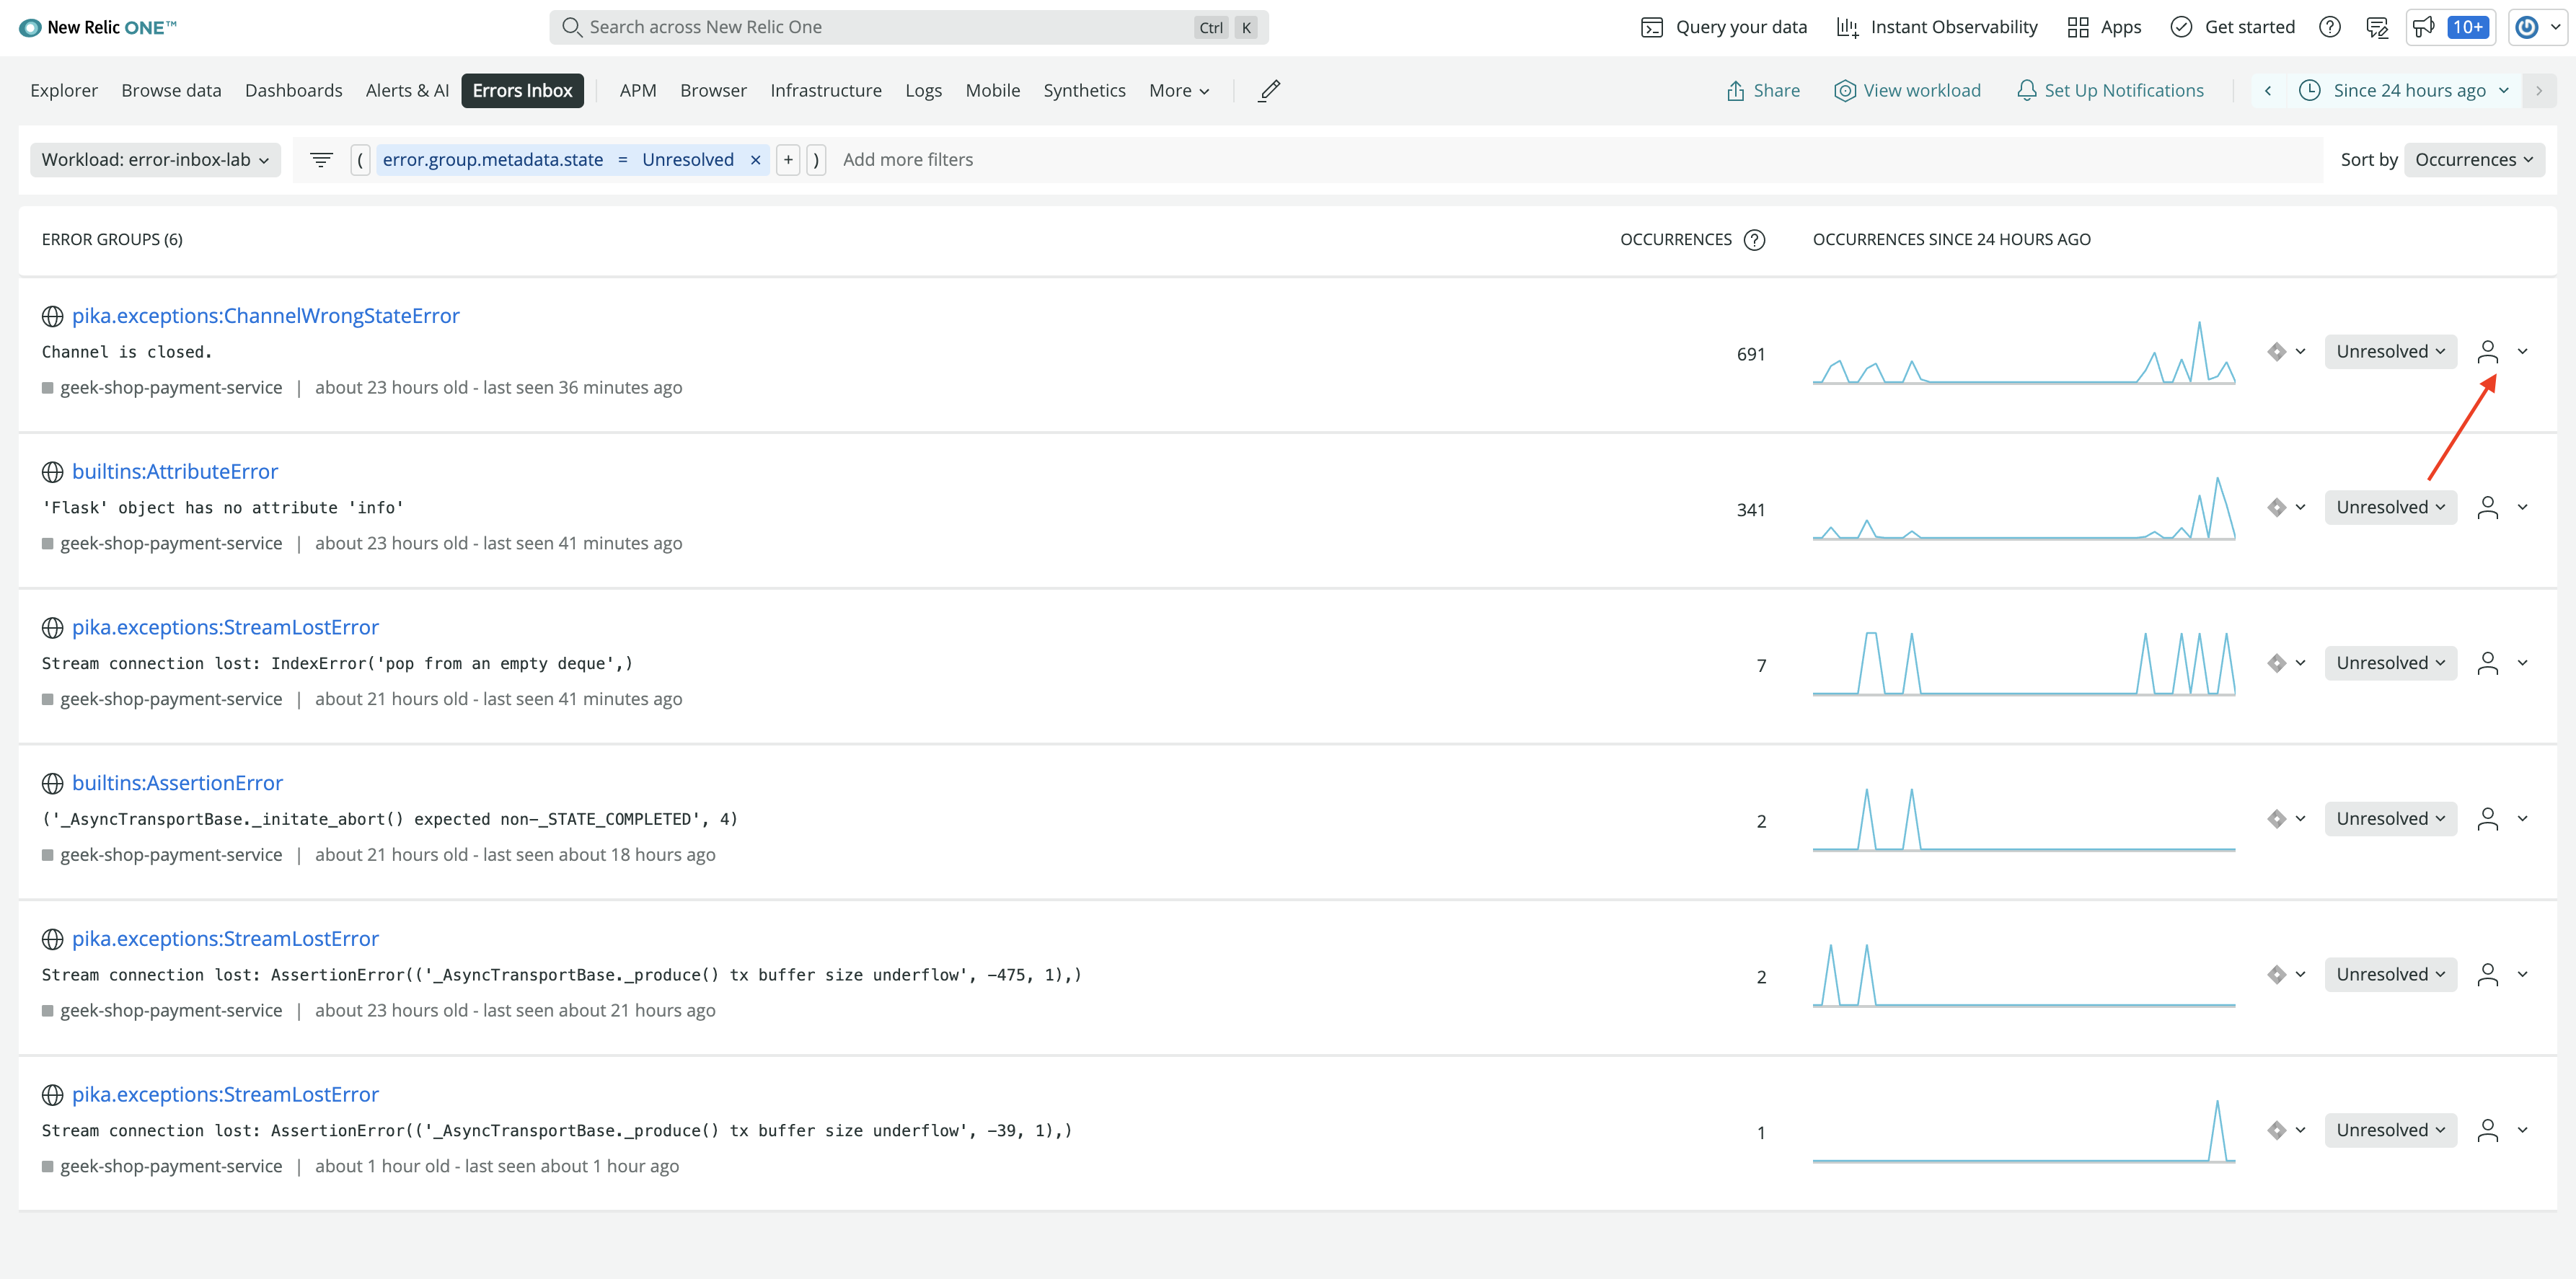 New Relic ONE™
Search across New Relic One Ctrl K
Query your data Instant Observability Apps Get started 10+
Explorer Browse data Dashboards Alerts & AI Errors Inbox APM Browser Infrastructure Logs Mobile Synthetics More
Share View workload Set Up Notifications Since 24 hours ago
Workload: error-inbox-lab ( error.group.metadata.state = Unresolved × + ) Add more filters Sort by Occurrences
ERROR GROUPS (6) OCCURRENCES ? OCCURRENCES SINCE 24 HOURS AGO
pika.exceptions:ChannelWrongStateError
Channel is closed. 691 Unresolved
geek-shop-payment-service | about 23 hours old - last seen 36 minutes ago
builtins:AttributeError
'Flask' object has no attribute 'info' 341 Unresolved
geek-shop-payment-service | about 23 hours old - last seen 41 minutes ago
pika.exceptions:StreamLostError
Stream connection lost: IndexError('pop from an empty deque',) 7 Unresolved
geek-shop-payment-service | about 21 hours old - last seen 41 minutes ago
builtins:AssertionError
('_AsyncTransportBase._initate_abort() expected non-_STATE_COMPLETED', 4) 2 Unresolved
geek-shop-payment-service | about 21 hours old - last seen about 18 hours ago
pika.exceptions:StreamLostError
Stream connection lost: AssertionError(('_AsyncTransportBase._produce() tx buffer size underflow', -475, 1),) 2 Unresolved
geek-shop-payment-service | about 23 hours old - last seen about 21 hours ago
pika.exceptions:StreamLostError
Stream connection lost: AssertionError(('_AsyncTransportBase._produce() tx buffer size underflow', -39, 1),) 1 Unresolved
geek-shop-payment-service | about 1 hour old - last seen about 1 hour ago